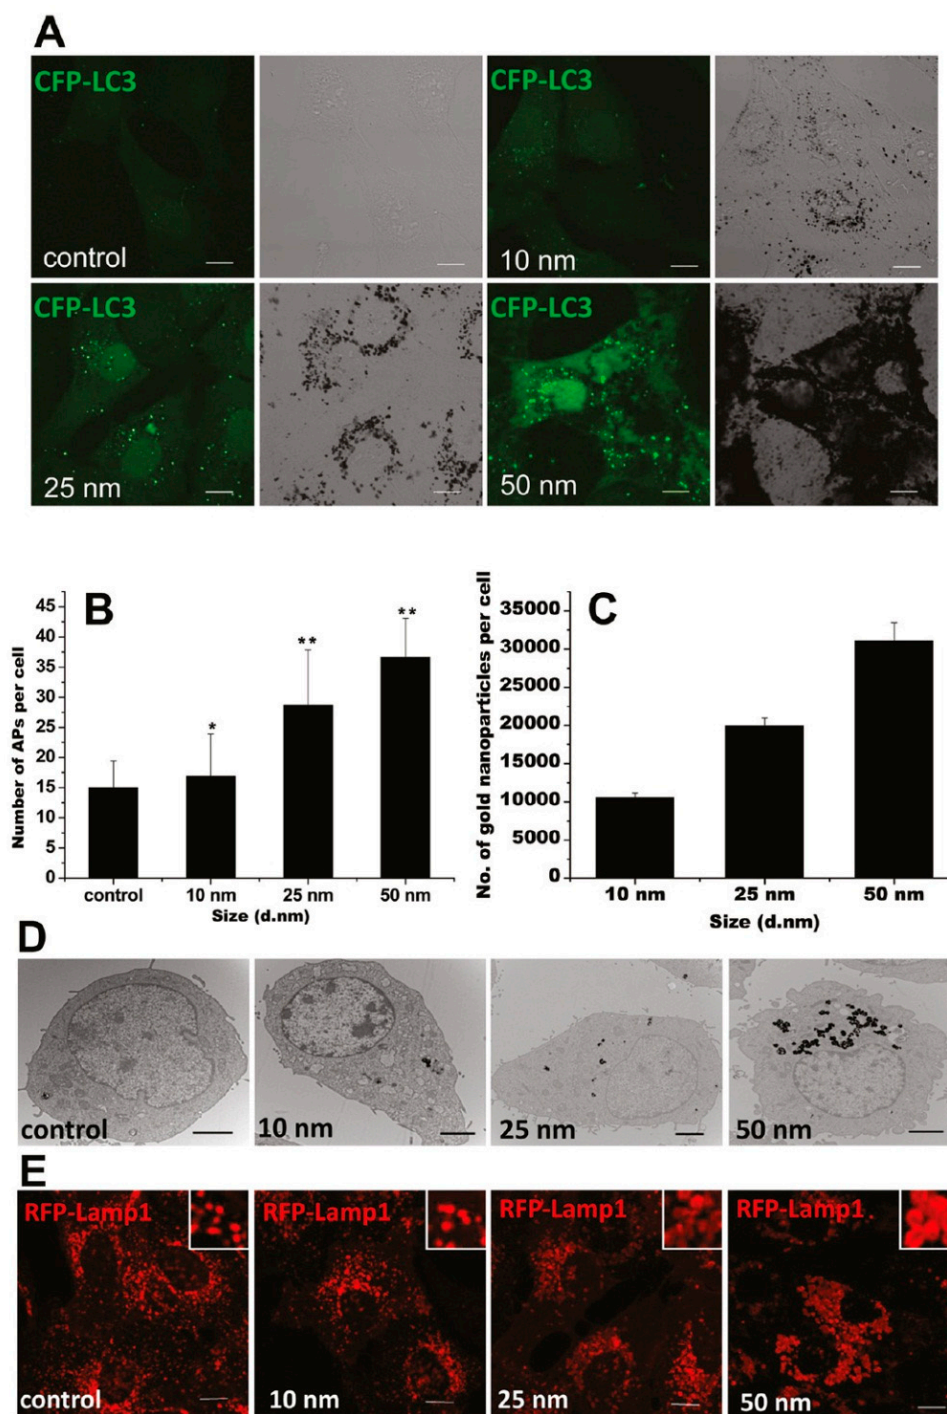 A
CFP-LC3
CFP-LC3
control
10 nm
CFP-LC3
CFP-LC3
25 nm
50 nm
B
Number of APs per cell
45
40
35
30
25
20
15
10
5
0
*
**
**
control
10 nm
25 nm
50 nm
Size (d.nm)
C
No. of gold nanoparticles per cell
35000
30000
25000
20000
15000
10000
5000
0
10 nm
25 nm
50 nm
Size (d.nm)
D
control
10 nm
25 nm
50 nm
E
RFP-Lamp1
RFP-Lamp1
RFP-Lamp1
RFP-Lamp1
control
10 nm
25 nm
50 nm